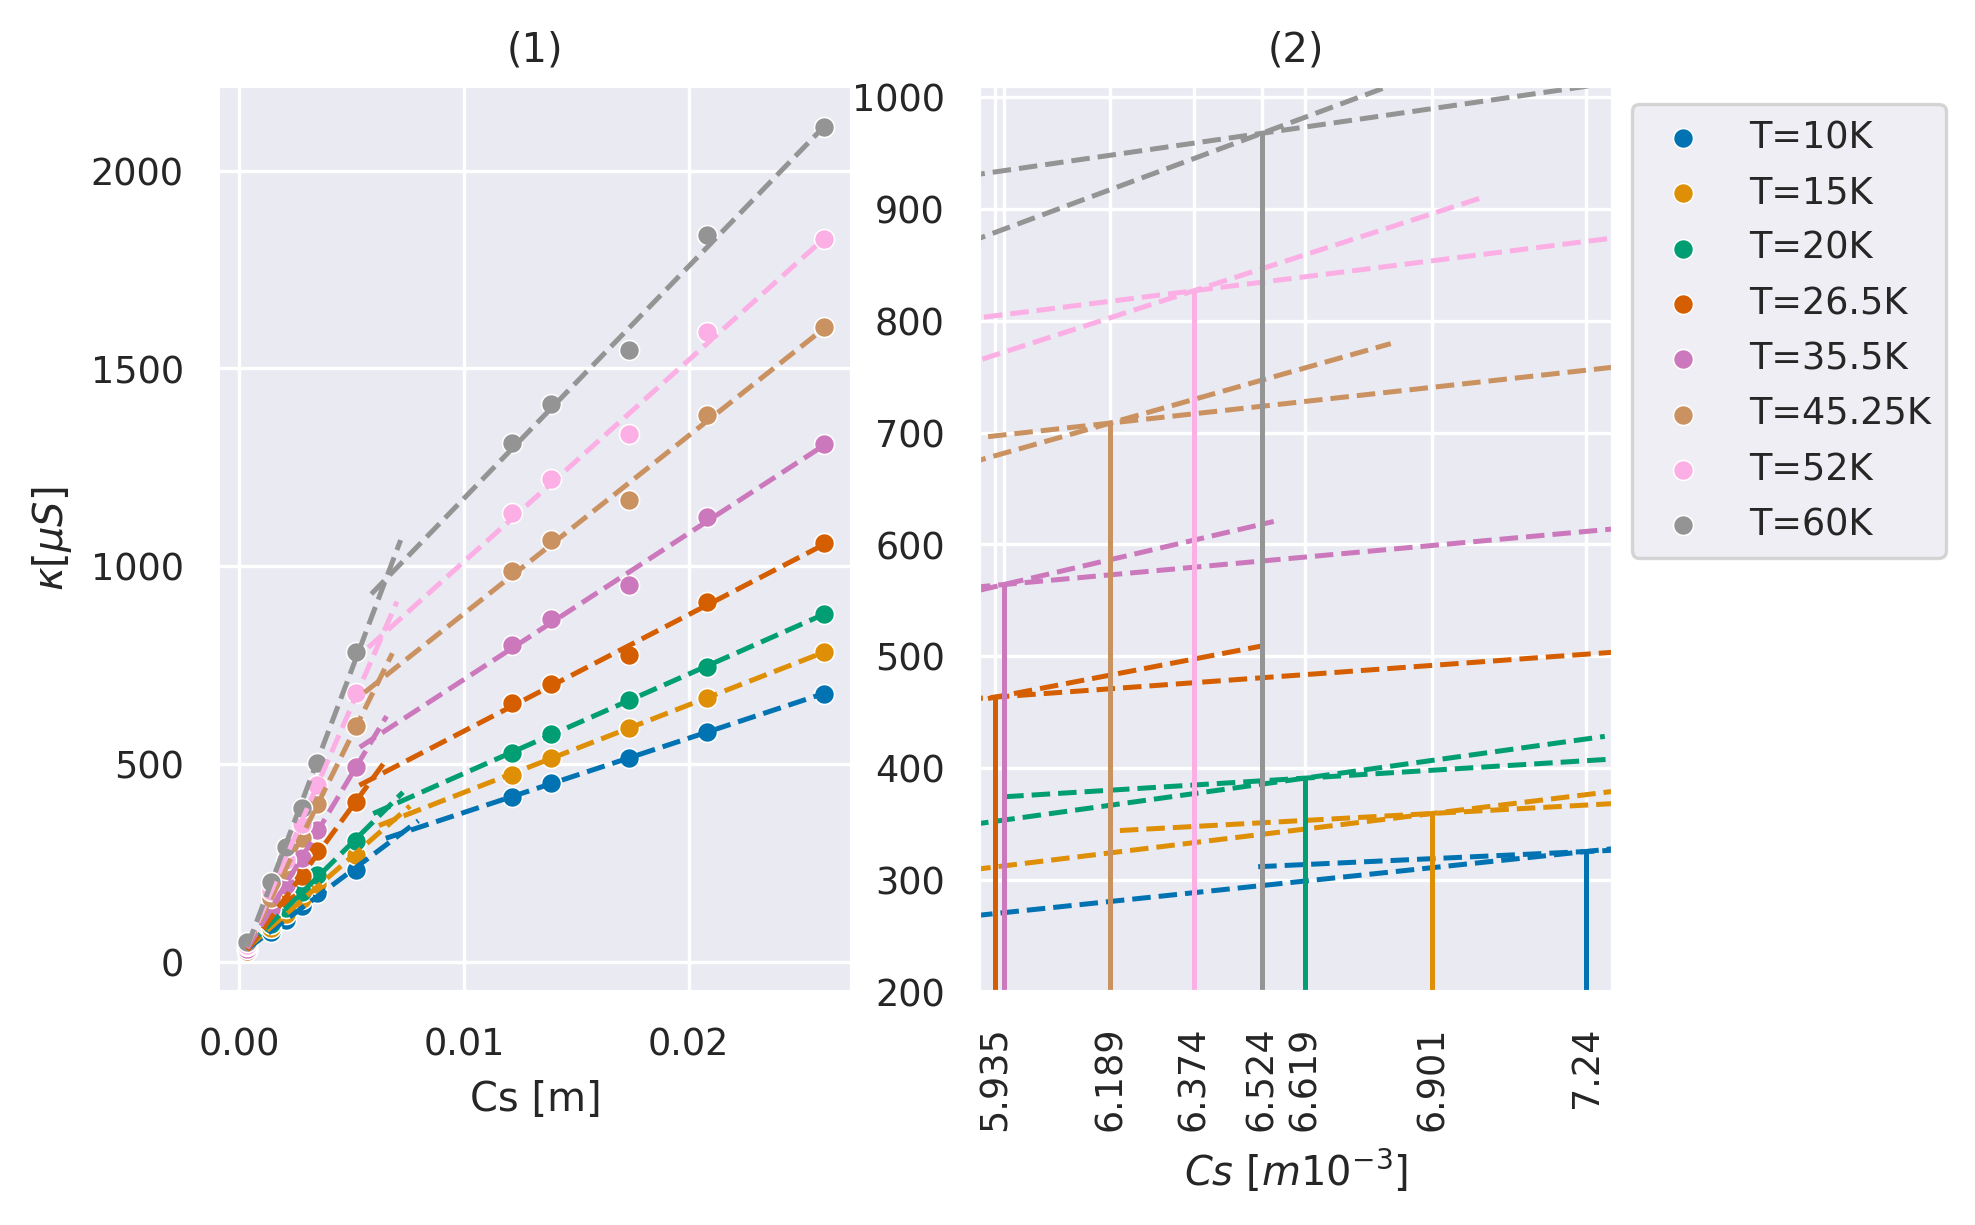 (1)
κ[μS]
2000
1500
1000
500
0
0.00 0.01 0.02
Cs [m]
(2)
1000
900
800
700
600
500
400
300
200
5.935 6.189 6.374 6.524 6.619 6.901 7.24
Cs [m10⁻³]
T=10K
T=15K
T=20K
T=26.5K
T=35.5K
T=45.25K
T=52K
T=60K